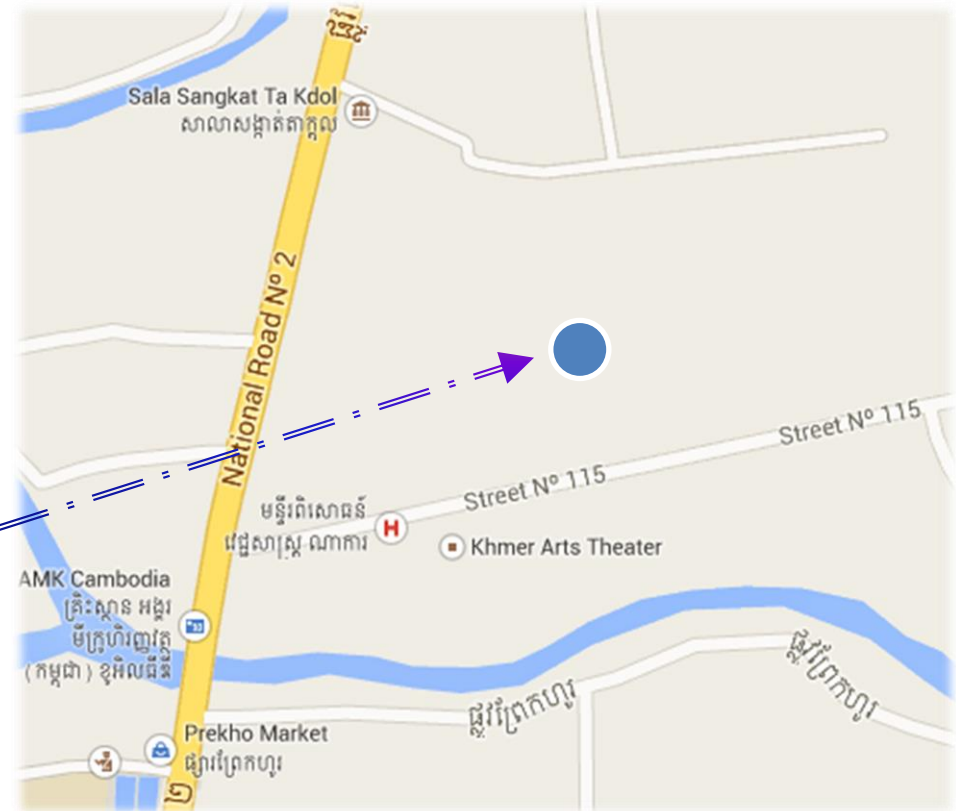 Sala Sangkat Ta Kdol
សាលាសង្កាត់តាក្តុល
National Road Nº 2
Street Nº 115
Street Nº 115
មន្ទីរពិសោធន៍
វេជ្ជសាស្រ្ត ណាការ
H
Khmer Arts Theater
AMK Cambodia
គ្រឹះស្ថាន អង្គរ
មីក្រូហិរញ្ញវត្ថុ
(កម្ពុជា) ខូអិលធីឌី
ផ្លូវព្រែកហូរ
ផ្លូវព្រែកហូរ
Prekho Market
ផ្សារព្រែកហូរ
២